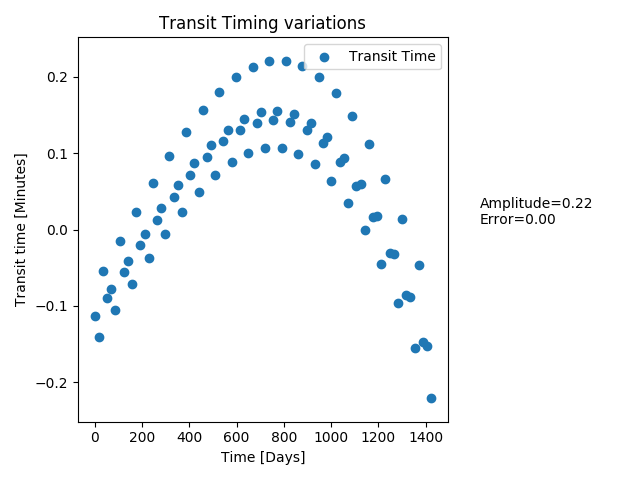 Transit Timing variations
Transit Time
Transit time [Minutes]
0.2
0.1
0.0
−0.1
−0.2
Amplitude=0.22
Error=0.00
0 200 400 600 800 1000 1200 1400
Time [Days]